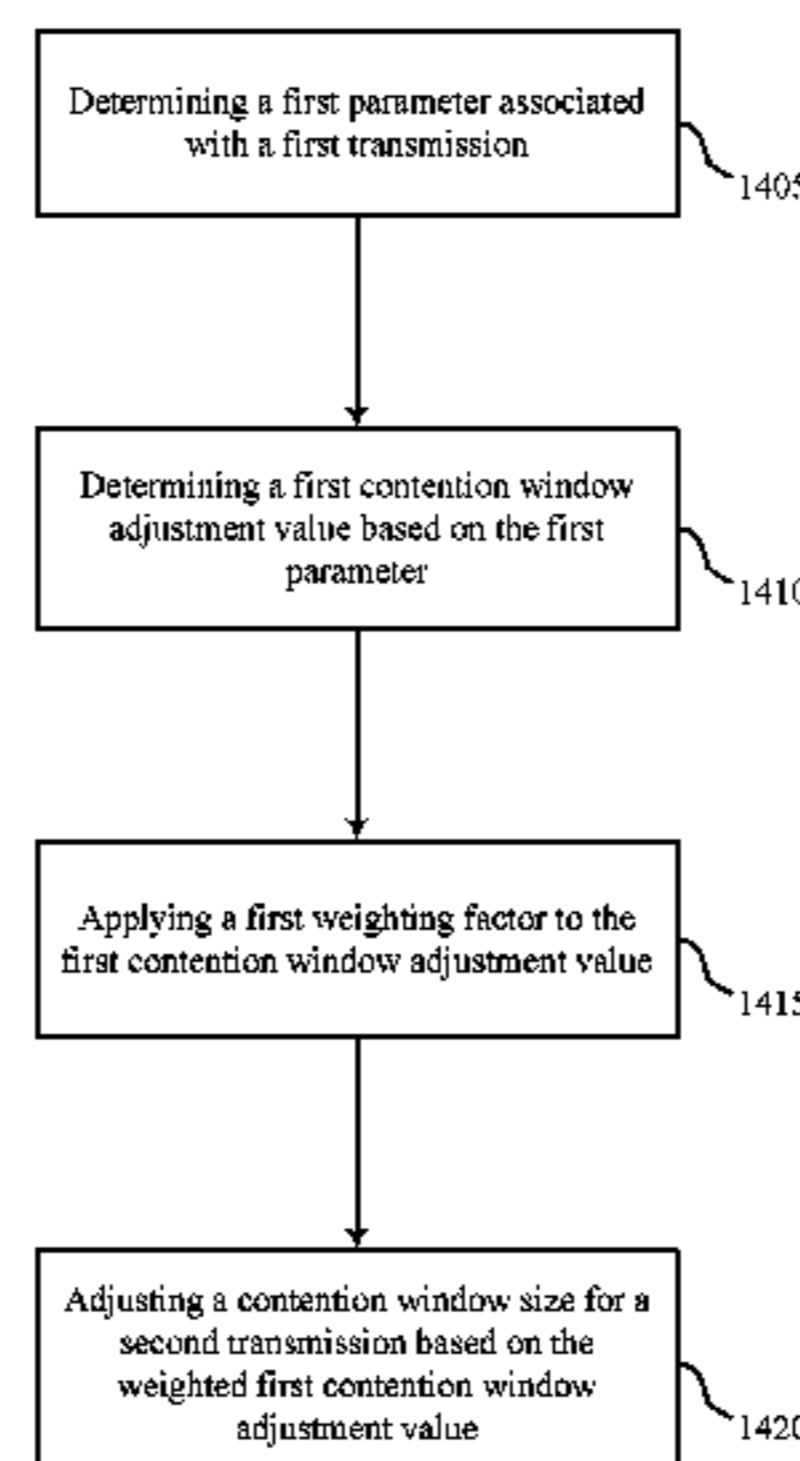 Determining a first parameter associated
with a first transmission
1405
Determining a first contention window
adjustment value based on the first
parameter
1410
Applying a first weighting factor to the
first contention window adjustment value
1415
Adjusting a contention window size for a
second transmission based on the
weighted first contention window
adjustment value
1420